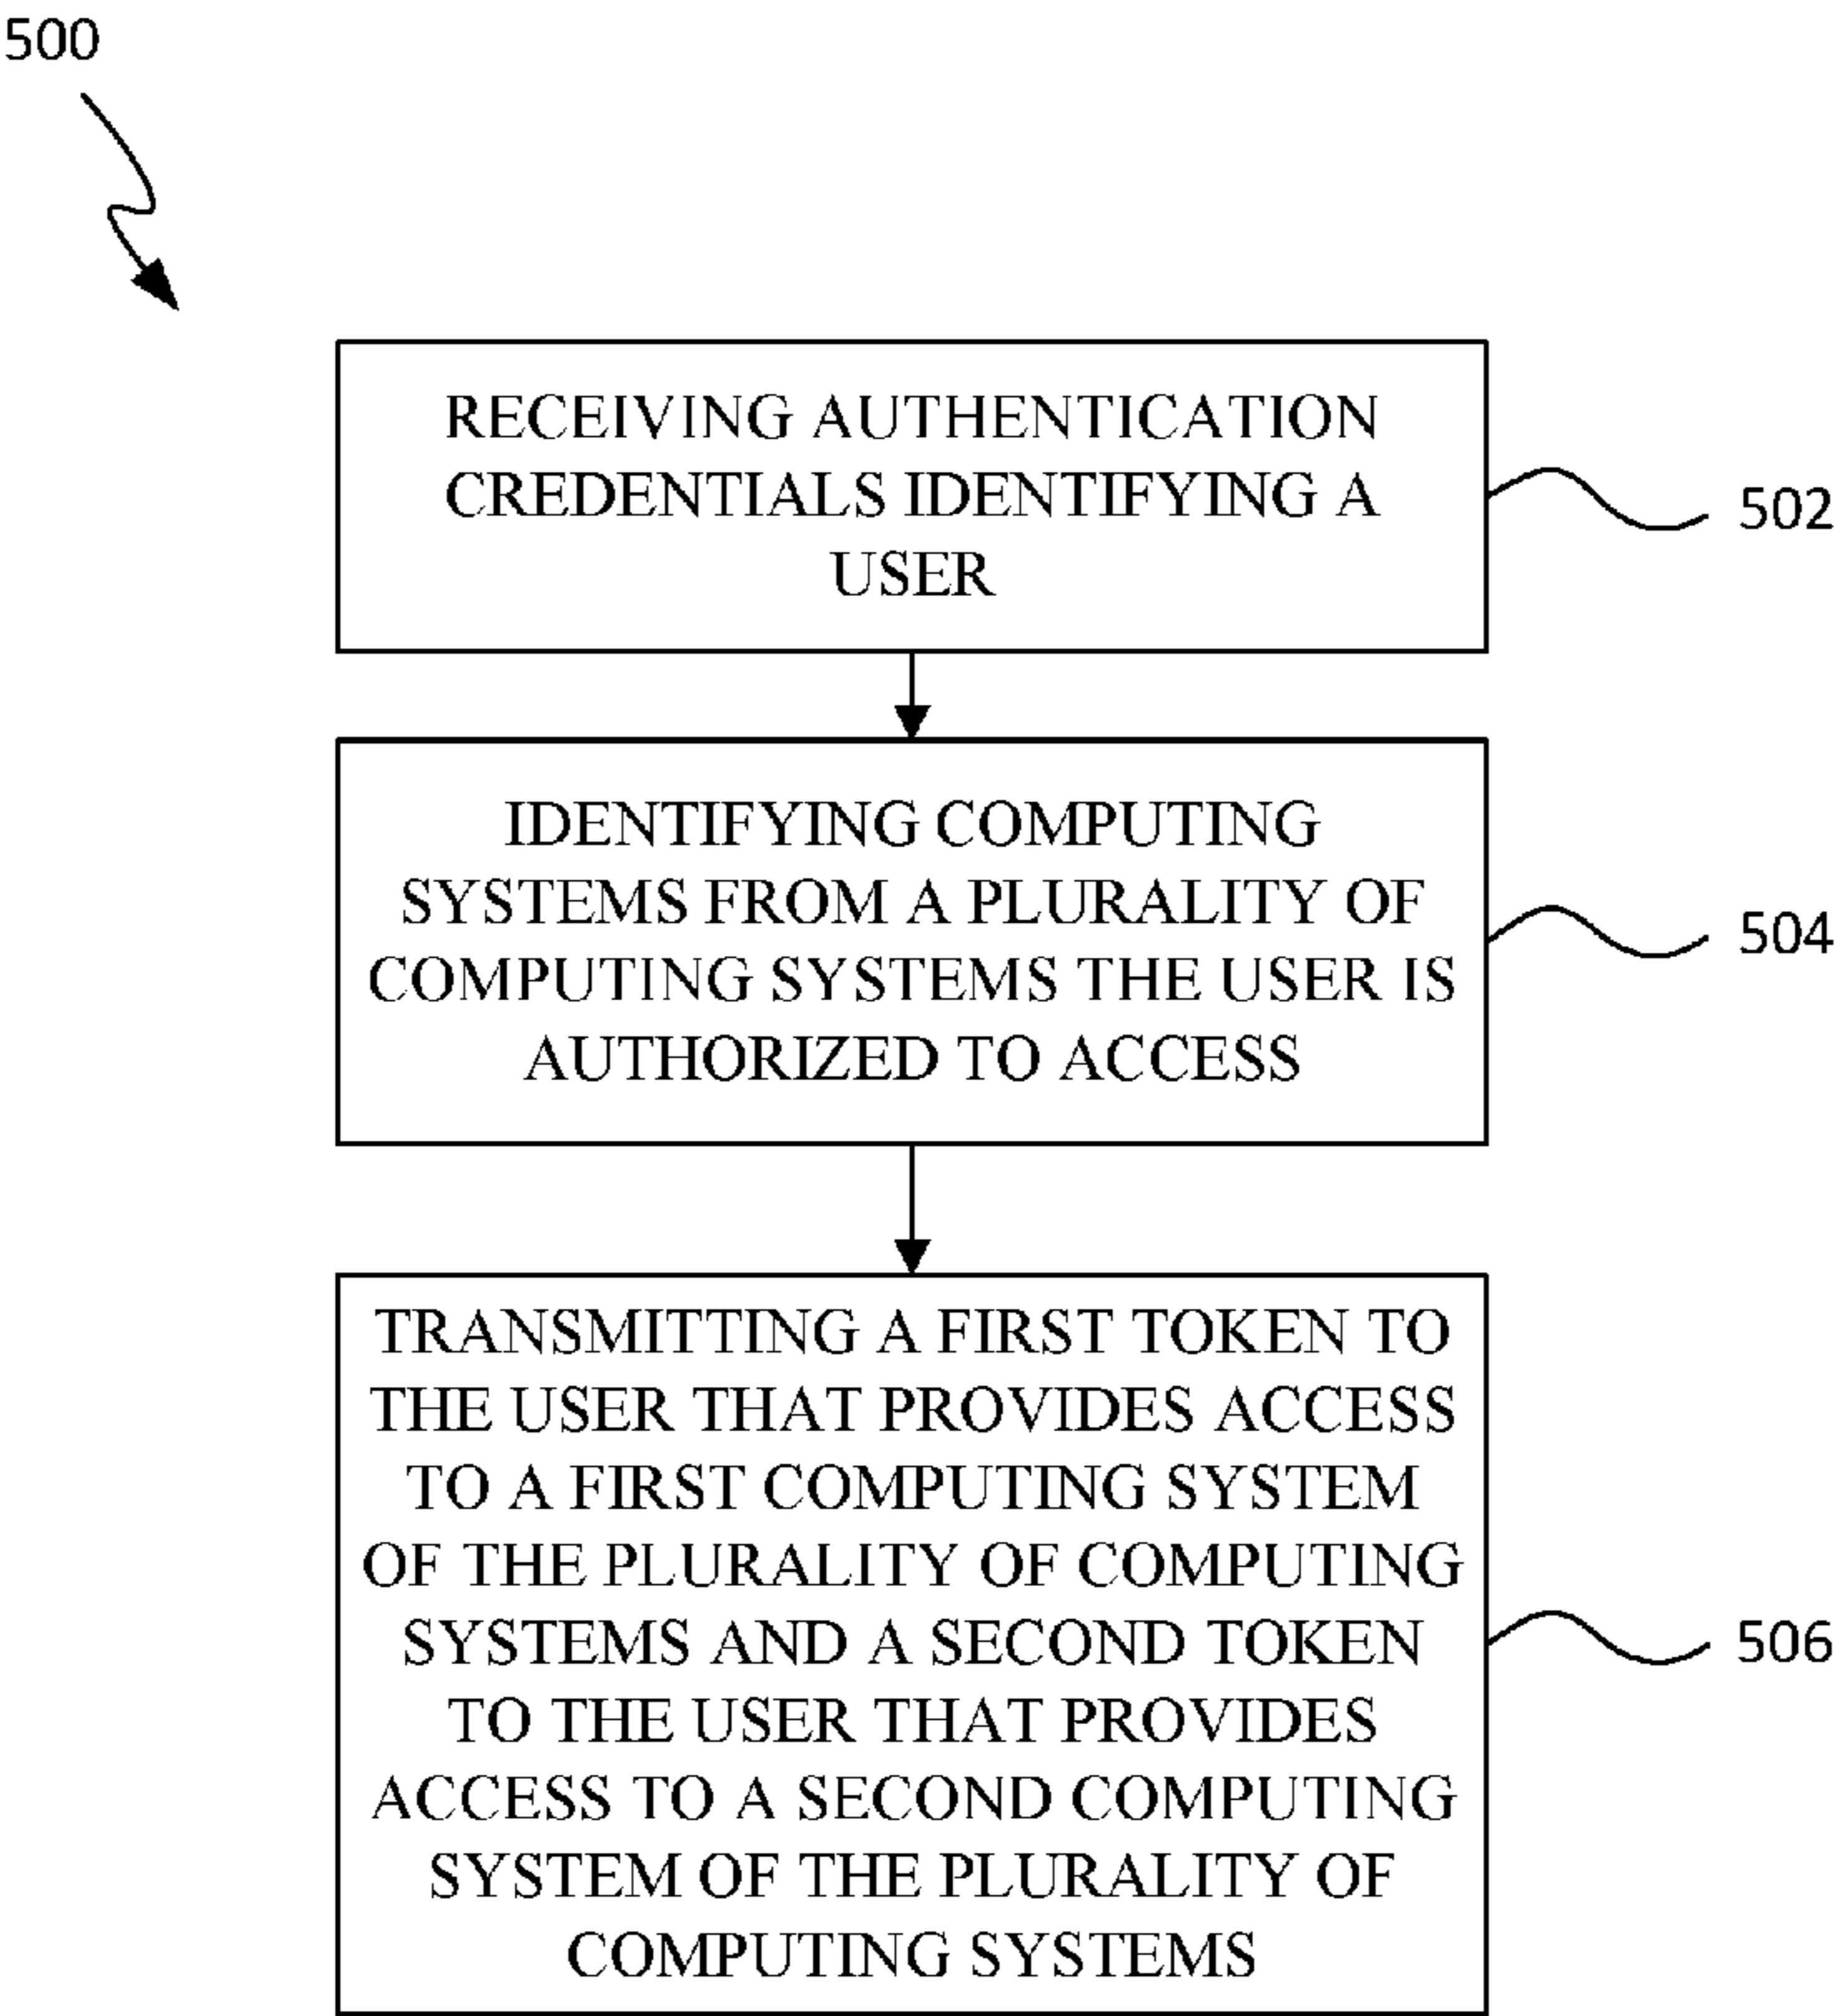 500
RECEIVING AUTHENTICATION
CREDENTIALS IDENTIFYING A
USER
502
IDENTIFYING COMPUTING
SYSTEMS FROM A PLURALITY OF
COMPUTING SYSTEMS THE USER IS
AUTHORIZED TO ACCESS
504
TRANSMITTING A FIRST TOKEN TO
THE USER THAT PROVIDES ACCESS
TO A FIRST COMPUTING SYSTEM
OF THE PLURALITY OF COMPUTING
SYSTEMS AND A SECOND TOKEN
TO THE USER THAT PROVIDES
ACCESS TO A SECOND COMPUTING
SYSTEM OF THE PLURALITY OF
COMPUTING SYSTEMS
506